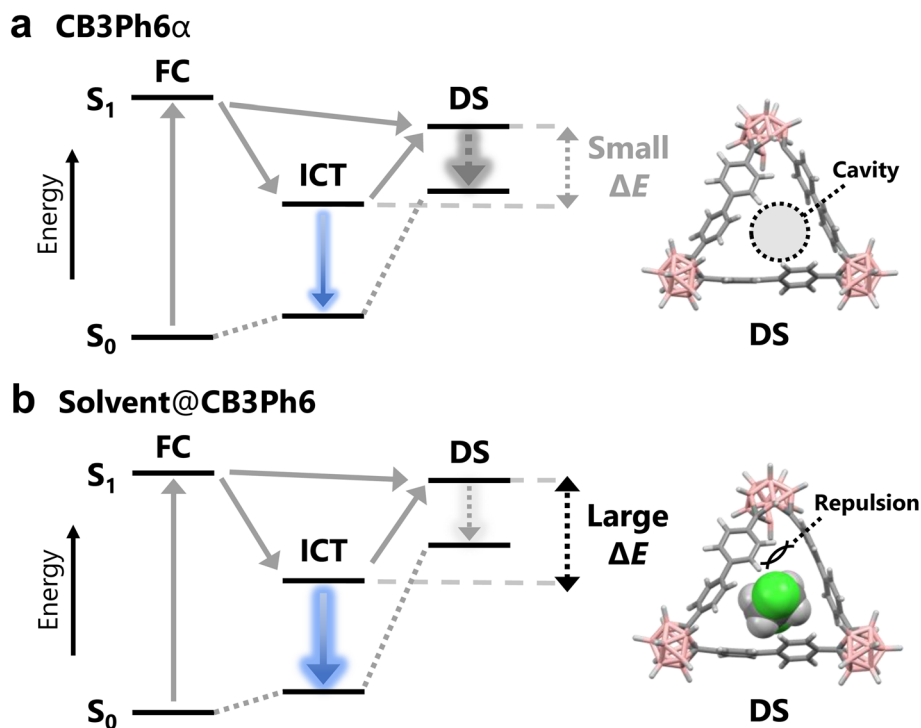 a CB3Ph6α
FC
S1
DS
ICT
Small
ΔE
Cavity
Energy
S0
DS
b Solvent@CB3Ph6
FC
S1
DS
Repulsion
ICT
Large
ΔE
Energy
S0
DS